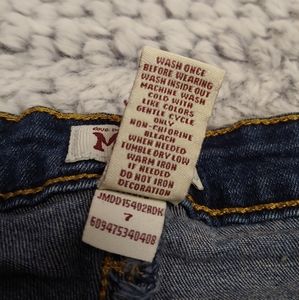 WASH ONCE
BEFORE WEARING
WASH INSIDE OUT
MACHINE WASH
COLD WITH
LIKE COLORS
GENTLE CYCLE
ONLY
NON-CHLORINE
BLEACH
WHEN NEEDED
TUMBLE DRY LOW
WARM IRON
IF NEEDED
DO NOT IRON
DECORATION
JMDD15402RDK
7
609475340408
M